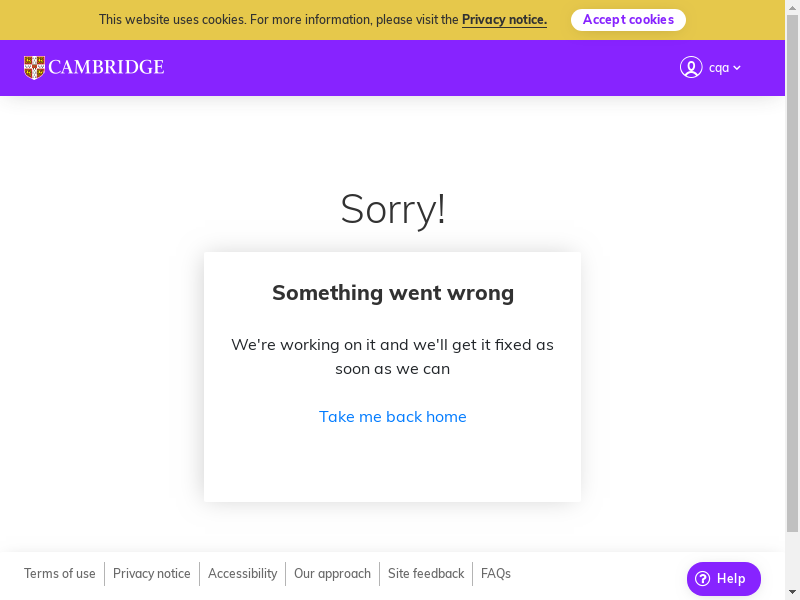 This website uses cookies. For more information, please visit the Privacy notice. Accept cookies
CAMBRIDGE
cqa
Sorry!
Something went wrong
We're working on it and we'll get it fixed as
soon as we can
Take me back home
Terms of use Privacy notice Accessibility Our approach Site feedback FAQs
Help